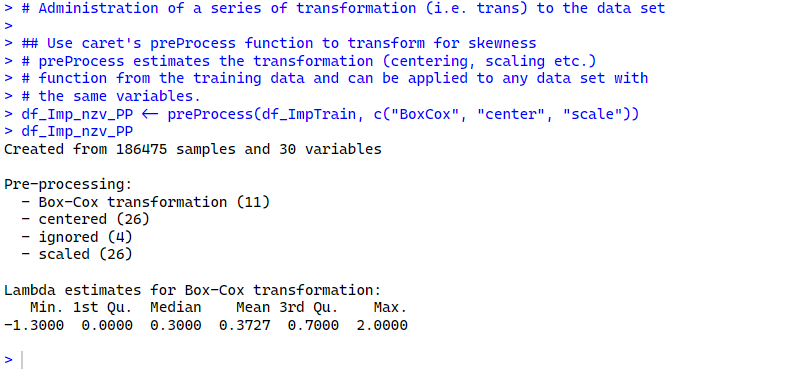 > # Administration of a series of transformation (i.e. trans) to the data set
>
> ## Use caret's preProcess function to transform for skewness
> # preProcess estimates the transformation (centering, scaling etc.)
> # function from the training data and can be applied to any data set with
> # the same variables.
> df_Imp_nzv_PP <- preProcess(df_ImpTrain, c("BoxCox", "center", "scale"))
> df_Imp_nzv_PP
Created from 186475 samples and 30 variables

Pre-processing:
  - Box-Cox transformation (11)
  - centered (26)
  - ignored (4)
  - scaled (26)

Lambda estimates for Box-Cox transformation:
   Min. 1st Qu.  Median    Mean 3rd Qu.    Max.
-1.3000  0.0000  0.3000  0.3727  0.7000  2.0000

>